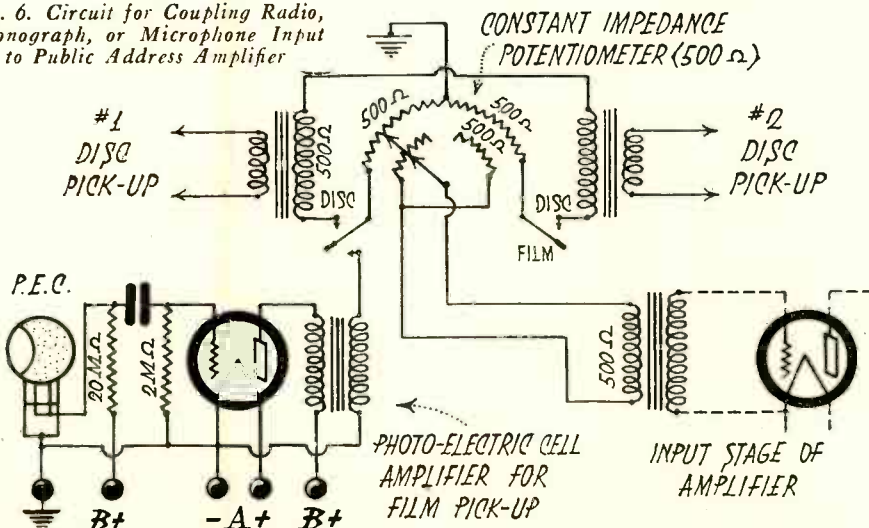 . 6. Circuit for Coupling Radio,
onograph, or Microphone Input
to Public Address Amplifier
CONSTANT IMPEDANCE
POTENTIOMETER (500 Ω)
#1
DISC
PICK-UP
500 Ω
500 Ω
500 Ω
500 Ω
#2
DISC
PICK-UP
DISC
DISC
FILM
P.E.C.
20 M Ω
2 M Ω
500 Ω
PHOTO-ELECTRIC CELL
AMPLIFIER FOR
FILM PICK-UP
INPUT STAGE OF
AMPLIFIER
B+
- A +
B+